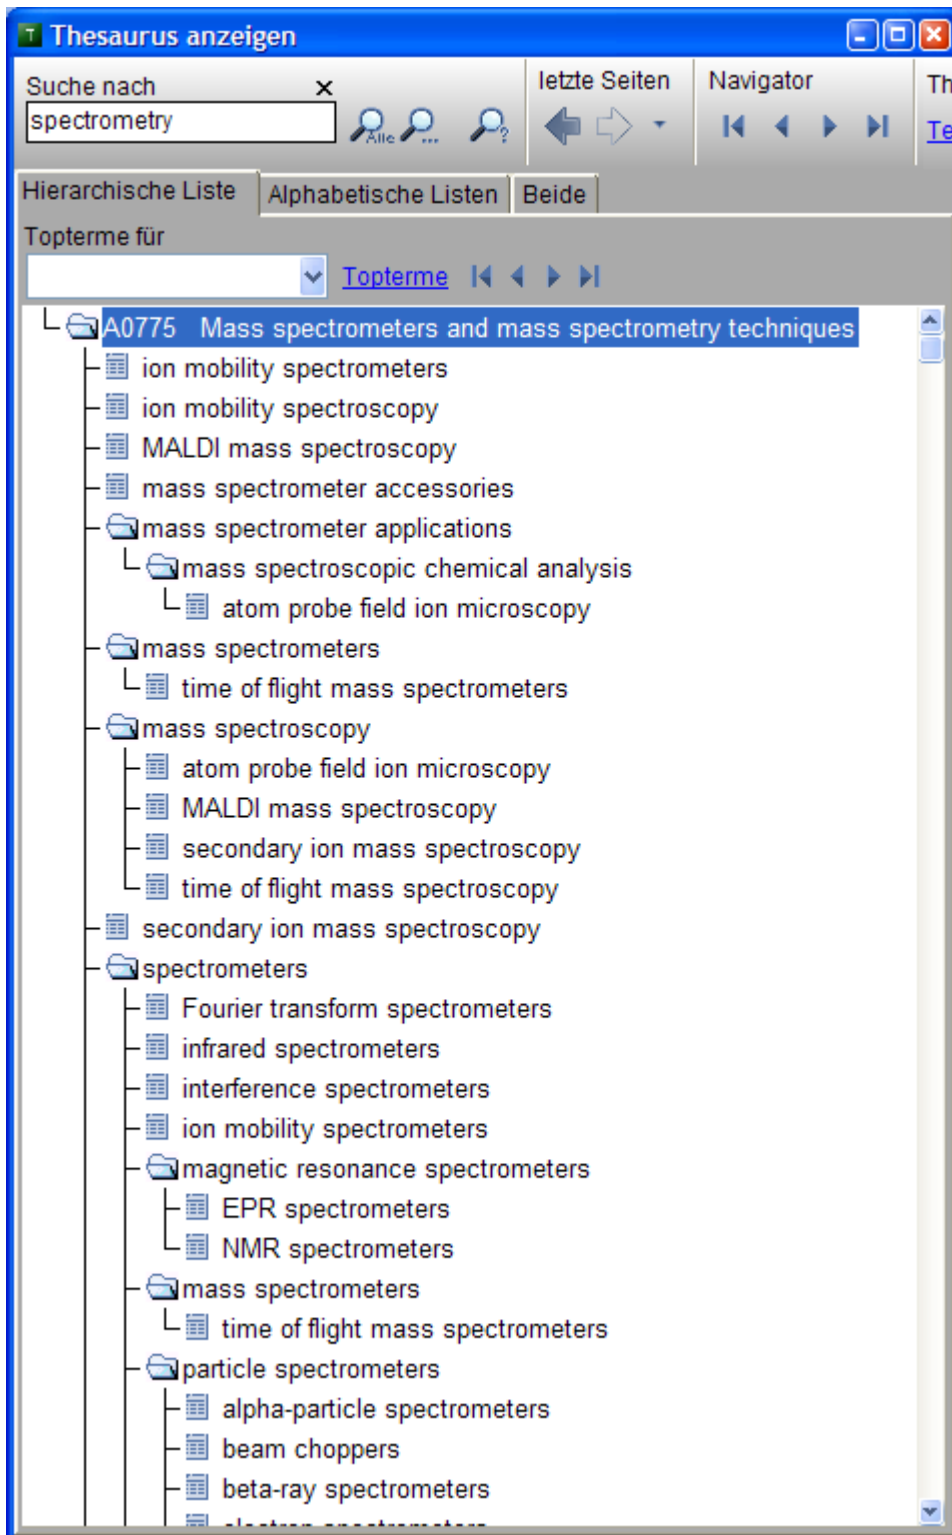 Thesaurus anzeigen
Suche nach
letzte Seiten
Navigator
Th
spectrometry
Alle
...
?
Te
Hierarchische Liste
Alphabetische Listen
Beide
Topterme für
Topterme
A0775 Mass spectrometers and mass spectrometry techniques
ion mobility spectrometers
ion mobility spectroscopy
MALDI mass spectroscopy
mass spectrometer accessories
mass spectrometer applications
mass spectroscopic chemical analysis
atom probe field ion microscopy
mass spectrometers
time of flight mass spectrometers
mass spectroscopy
atom probe field ion microscopy
MALDI mass spectroscopy
secondary ion mass spectroscopy
time of flight mass spectroscopy
secondary ion mass spectroscopy
spectrometers
Fourier transform spectrometers
infrared spectrometers
interference spectrometers
ion mobility spectrometers
magnetic resonance spectrometers
EPR spectrometers
NMR spectrometers
mass spectrometers
time of flight mass spectrometers
particle spectrometers
alpha-particle spectrometers
beam choppers
beta-ray spectrometers